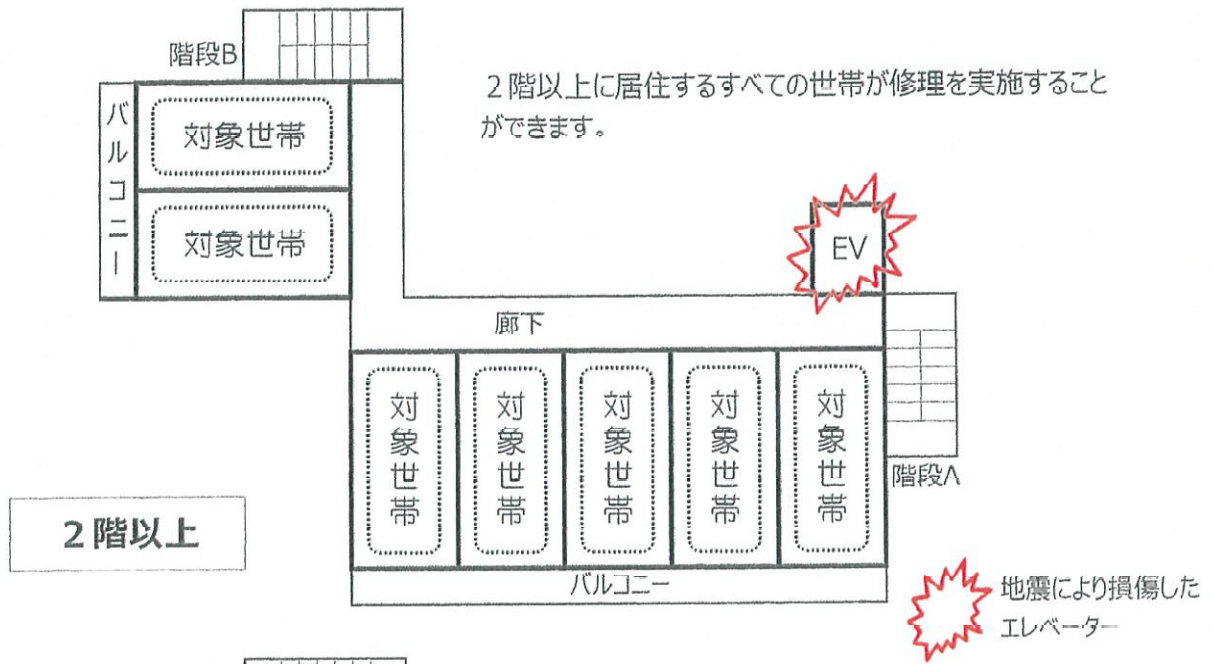 階段B
2階以上に居住するすべての世帯が修理を実施すること
ができます。
バルコニー
対象世帯
対象世帯
EV
廊下
対象世帯
対象世帯
対象世帯
対象世帯
対象世帯
階段A
2階以上
バルコニー
地震により損傷した
エレベーター